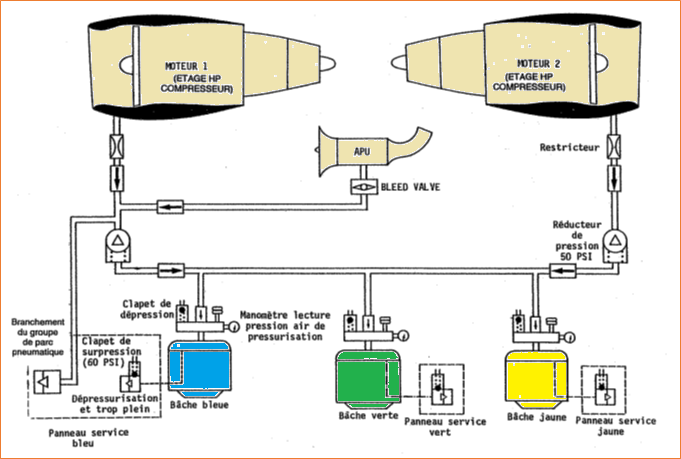 MOTEUR 1
(ETAGE HP
COMPRESSEUR)
MOTEUR 2
(ETAGE HP
COMPRESSEUR)
APU
BLEED VALVE
Restricteur
Réducteur
de
pression
50 PSI
Clapet de
dépression
Manomètre lecture
pression air de
pressurisation
Branchement
du groupe
de parc
pneumatique
Clapet de
surpression
(60 PSI)
Dépressurisation
et trop plein
Panneau service
bleu
Bâche bleue
Bâche verte
Panneau service
vert
Bâche jaune
Panneau service
jaune